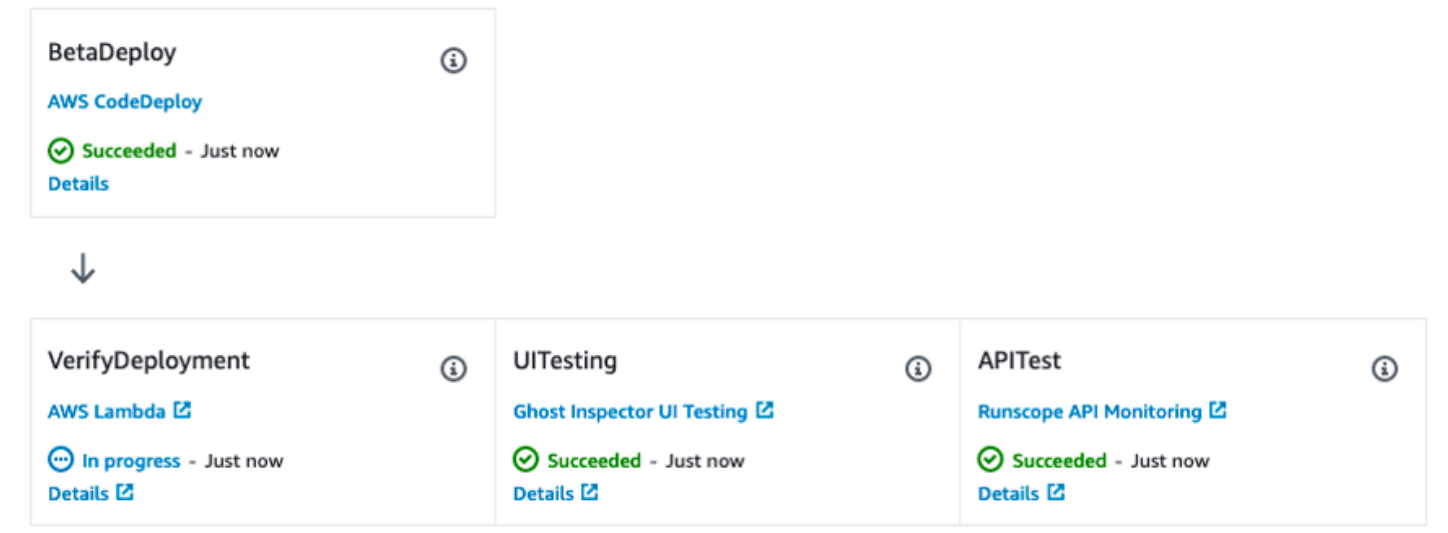 BetaDeploy
AWS CodeDeploy
Succeeded - Just now
Details
VerifyDeployment
AWS Lambda
In progress - Just now
Details
UITesting
Ghost Inspector UI Testing
Succeeded - Just now
Details
APITest
Runscope API Monitoring
Succeeded - Just now
Details